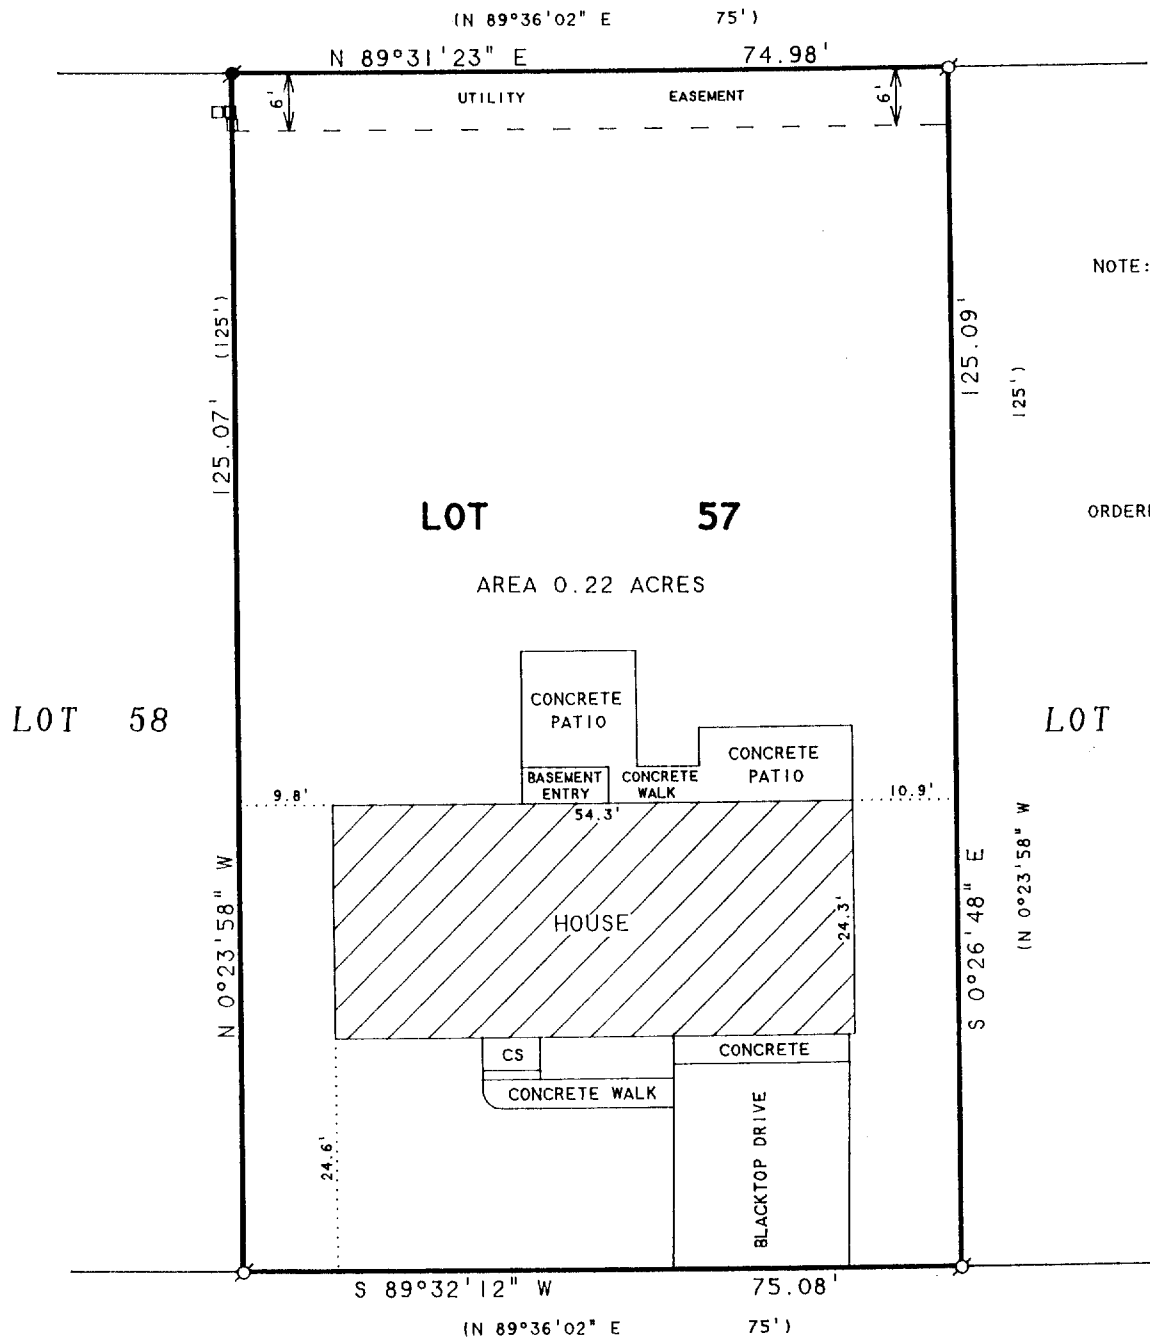 (N 89°36'02" E 75')
N 89°31'23" E 74.98'
6'
UTILITY EASEMENT
6'
NOTE:
(125')
125.09'
125')
125.07'
LOT 57
ORDERE
AREA 0.22 ACRES
LOT 58
CONCRETE
PATIO
LOT
CONCRETE
PATIO
BASEMENT
ENTRY
CONCRETE
WALK
9.8'
10.9'
54.3'
N 0°23'58" W
HOUSE
24.3'
S 0°26'48" E
(N 0°23'58" W
CS
CONCRETE
CONCRETE WALK
24.6'
BLACKTOP DRIVE
S 89°32'12" W 75.08'
(N 89°36'02" E 75')